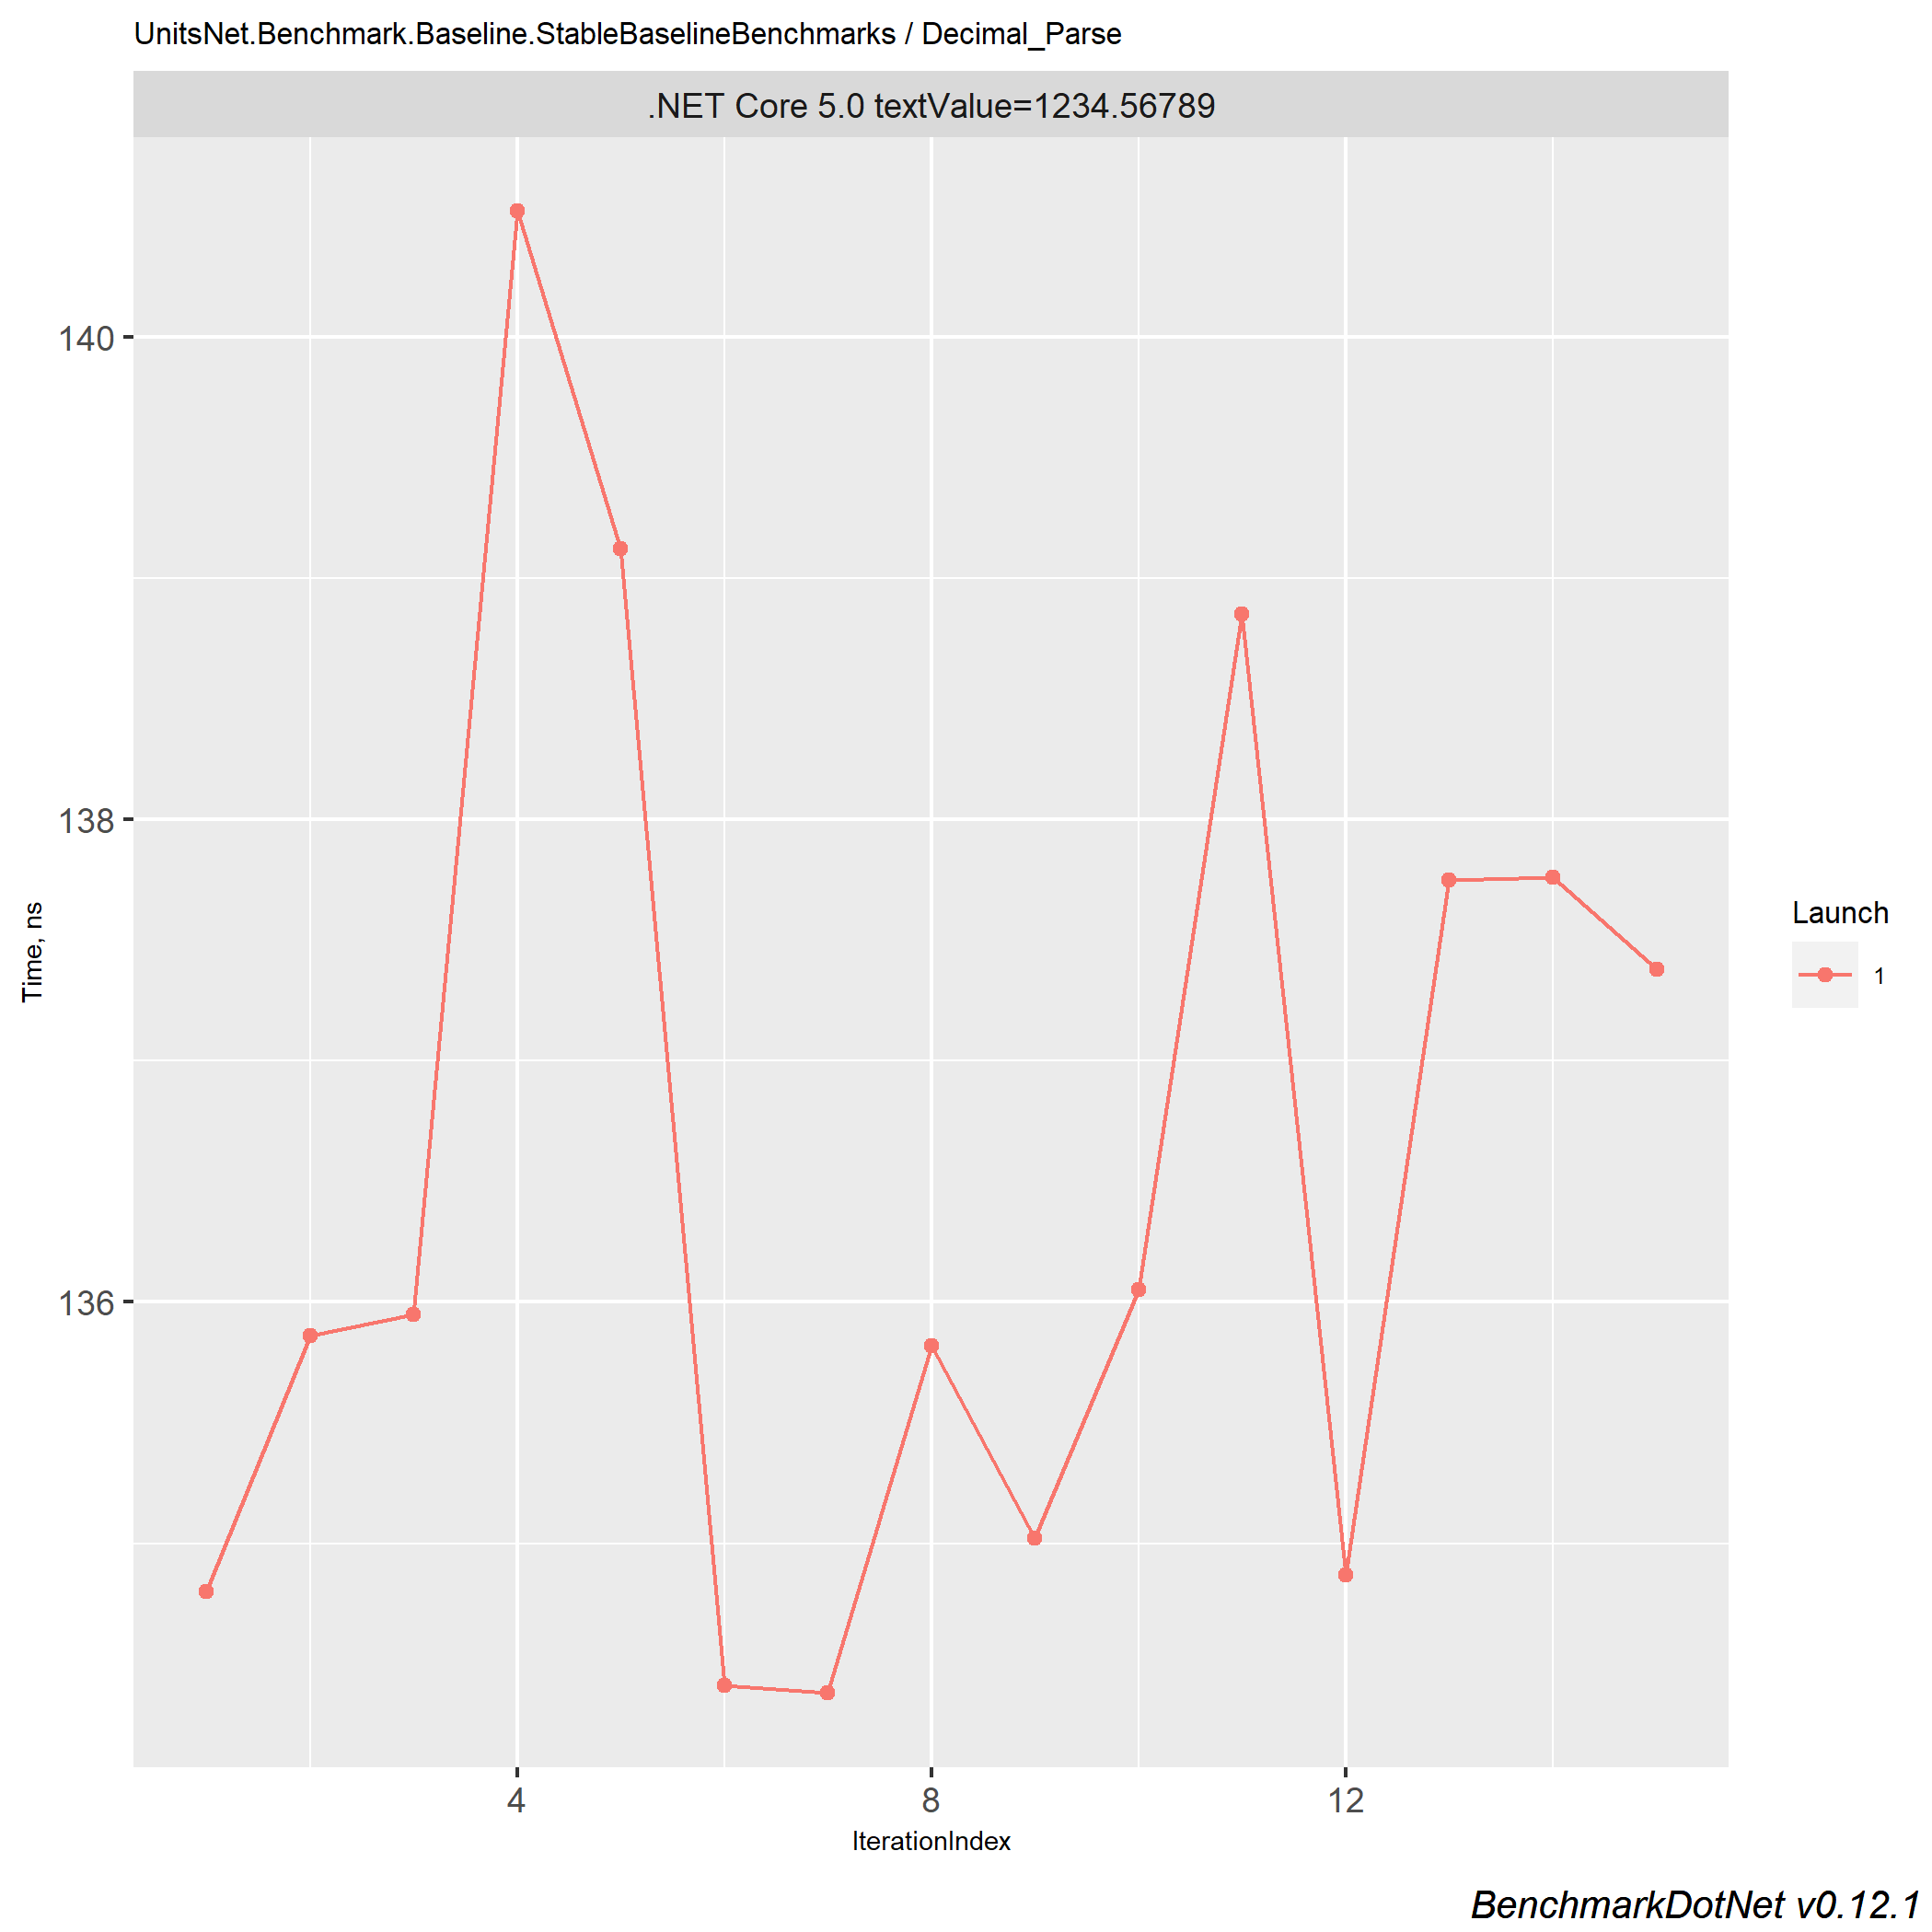 UnitsNet.Benchmark.Baseline.StableBaselineBenchmarks / Decimal_Parse
.NET Core 5.0 textValue=1234.56789
140
138
136
Time, ns
4 8 12
IterationIndex
Launch
1
BenchmarkDotNet v0.12.1